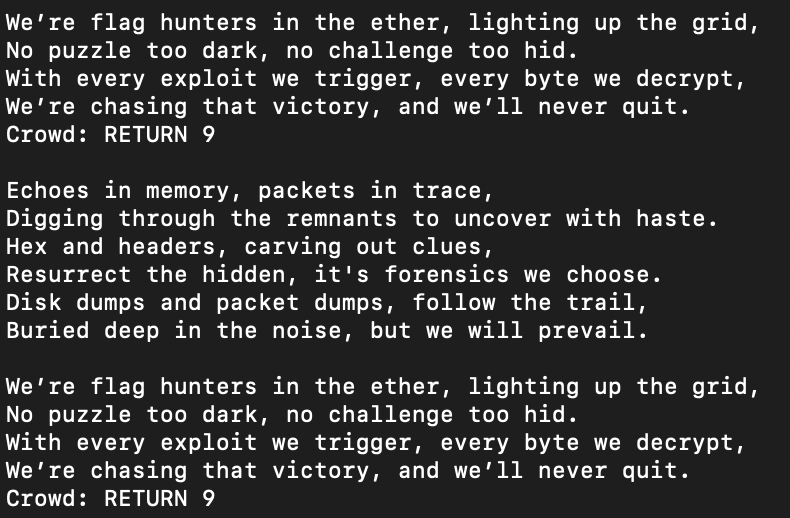 We’re flag hunters in the ether, lighting up the grid,
No puzzle too dark, no challenge too hid.
With every exploit we trigger, every byte we decrypt,
We’re chasing that victory, and we’ll never quit.
Crowd: RETURN 9

Echoes in memory, packets in trace,
Digging through the remnants to uncover with haste.
Hex and headers, carving out clues,
Resurrect the hidden, it's forensics we choose.
Disk dumps and packet dumps, follow the trail,
Buried deep in the noise, but we will prevail.

We’re flag hunters in the ether, lighting up the grid,
No puzzle too dark, no challenge too hid.
With every exploit we trigger, every byte we decrypt,
We’re chasing that victory, and we’ll never quit.
Crowd: RETURN 9